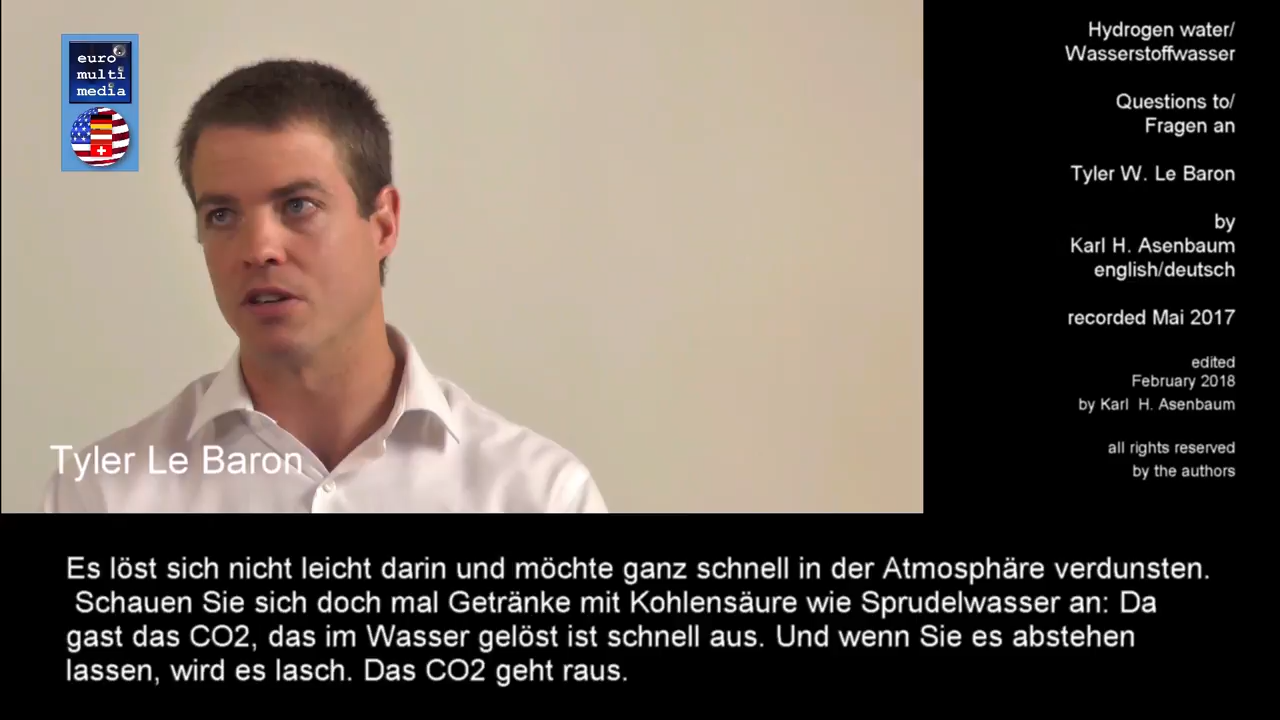 euro
multi
media
Tyler Le Baron
Hydrogen water/
Wasserstoffwasser
Questions to/
Fragen an
Tyler W. Le Baron
by
Karl H. Asenbaum
english/deutsch
recorded Mai 2017
edited
February 2018
by Karl H. Asenbaum
all rights reserved
by the authors
Es löst sich nicht leicht darin und möchte ganz schnell in der Atmosphäre verdunsten.
Schauen Sie sich doch mal Getränke mit Kohlensäure wie Sprudelwasser an: Da
gast das CO2, das im Wasser gelöst ist schnell aus. Und wenn Sie es abstehen
lassen, wird es lasch. Das CO2 geht raus.